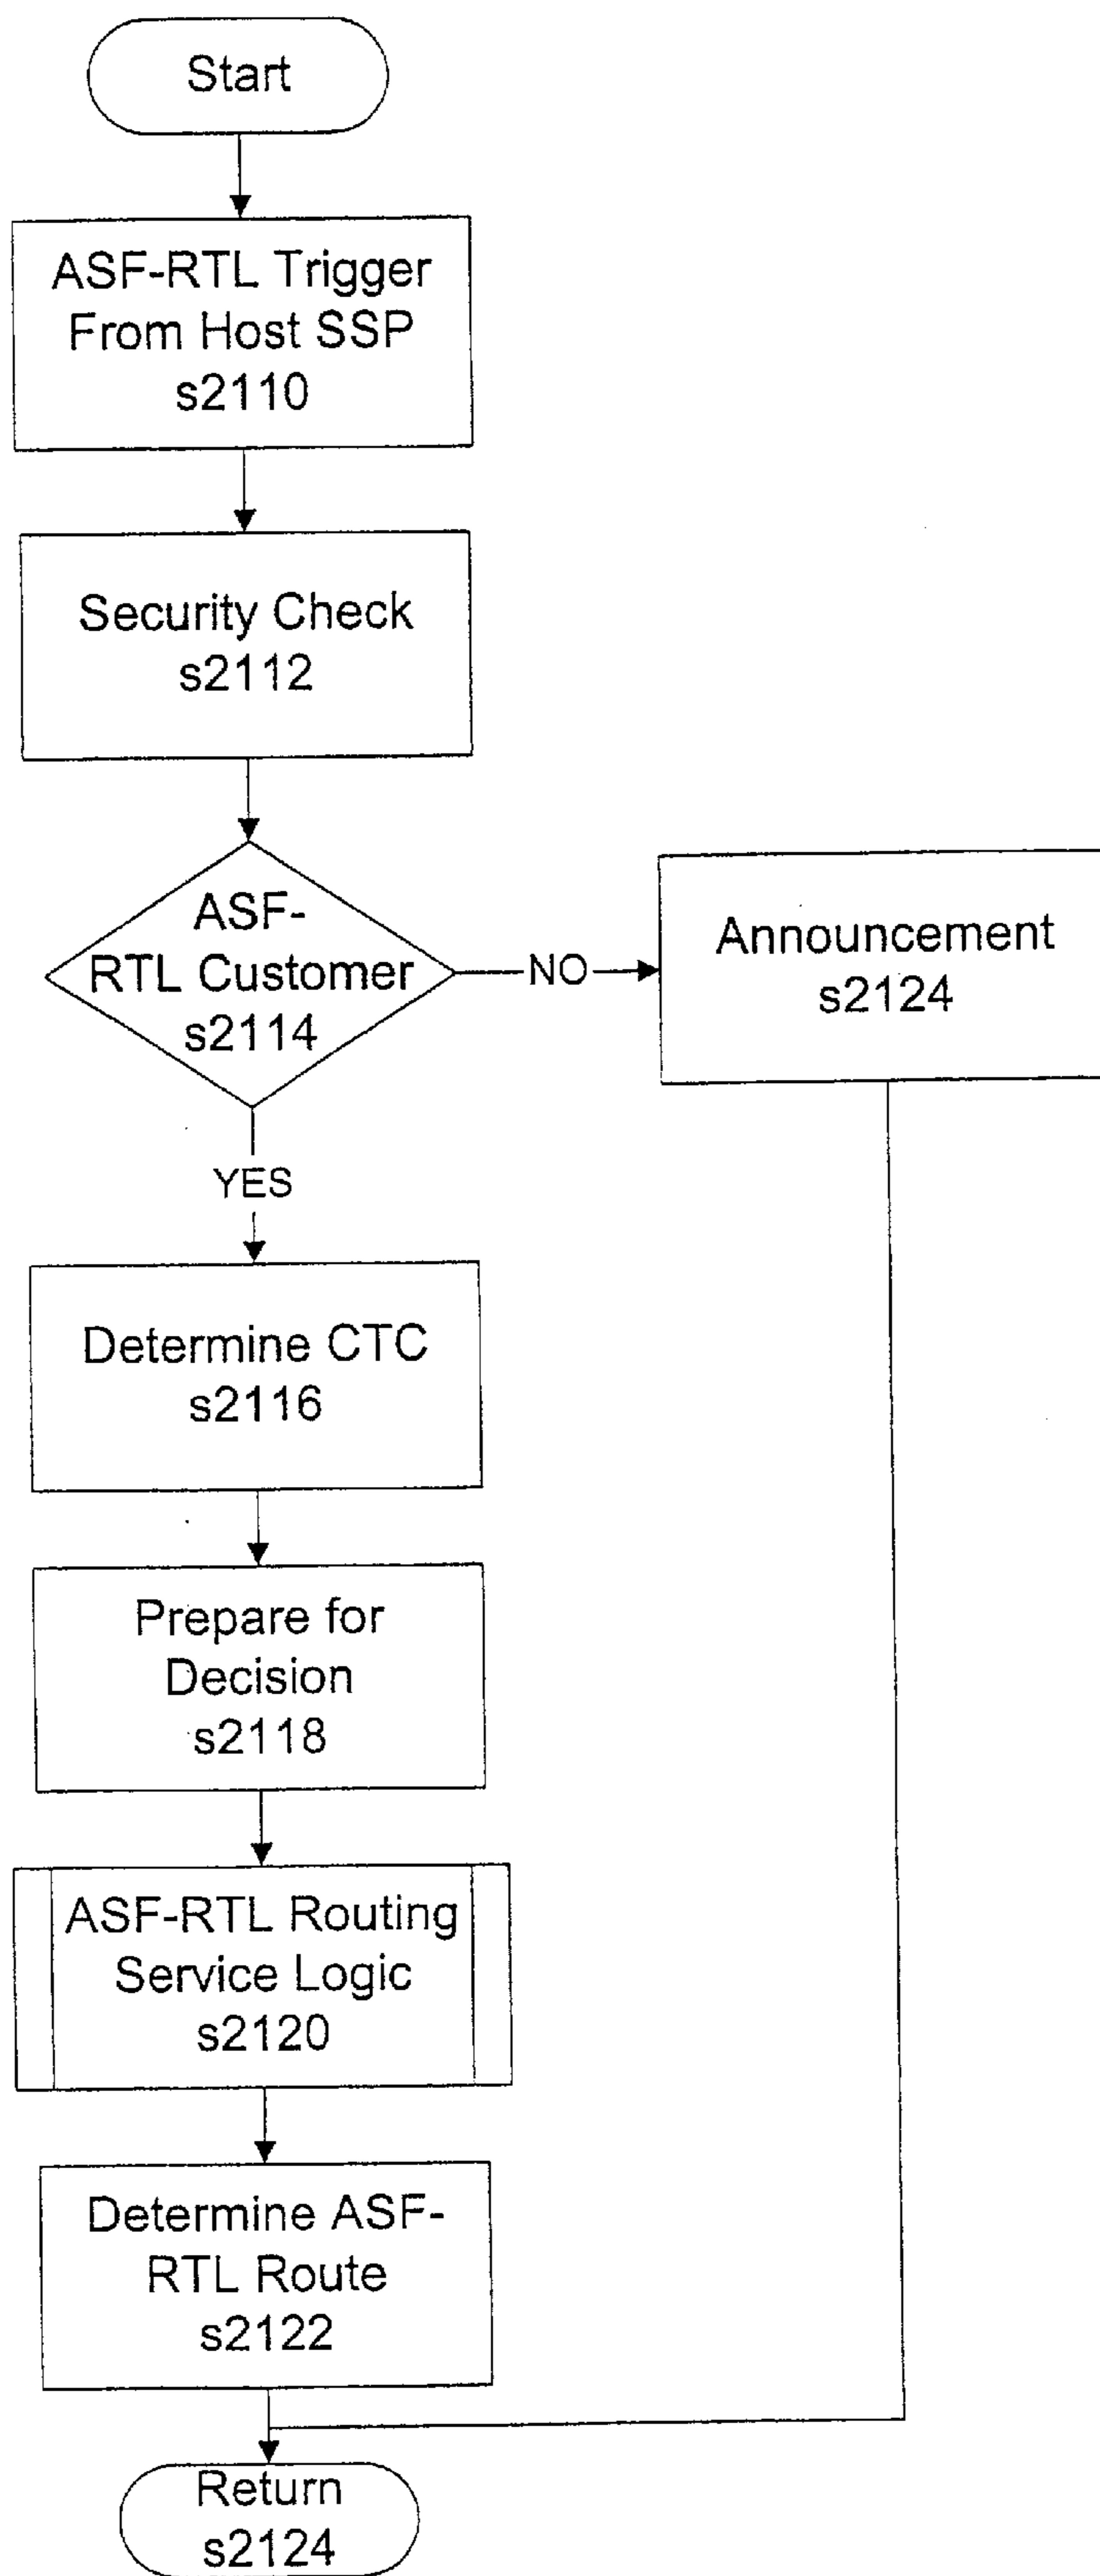 Start
ASF-RTL Trigger
From Host SSP
s2110
Security Check
s2112
ASF-
RTL Customer
s2114
NO
Announcement
s2124
YES
Determine CTC
s2116
Prepare for
Decision
s2118
ASF-RTL Routing
Service Logic
s2120
Determine ASF-
RTL Route
s2122
Return
s2124